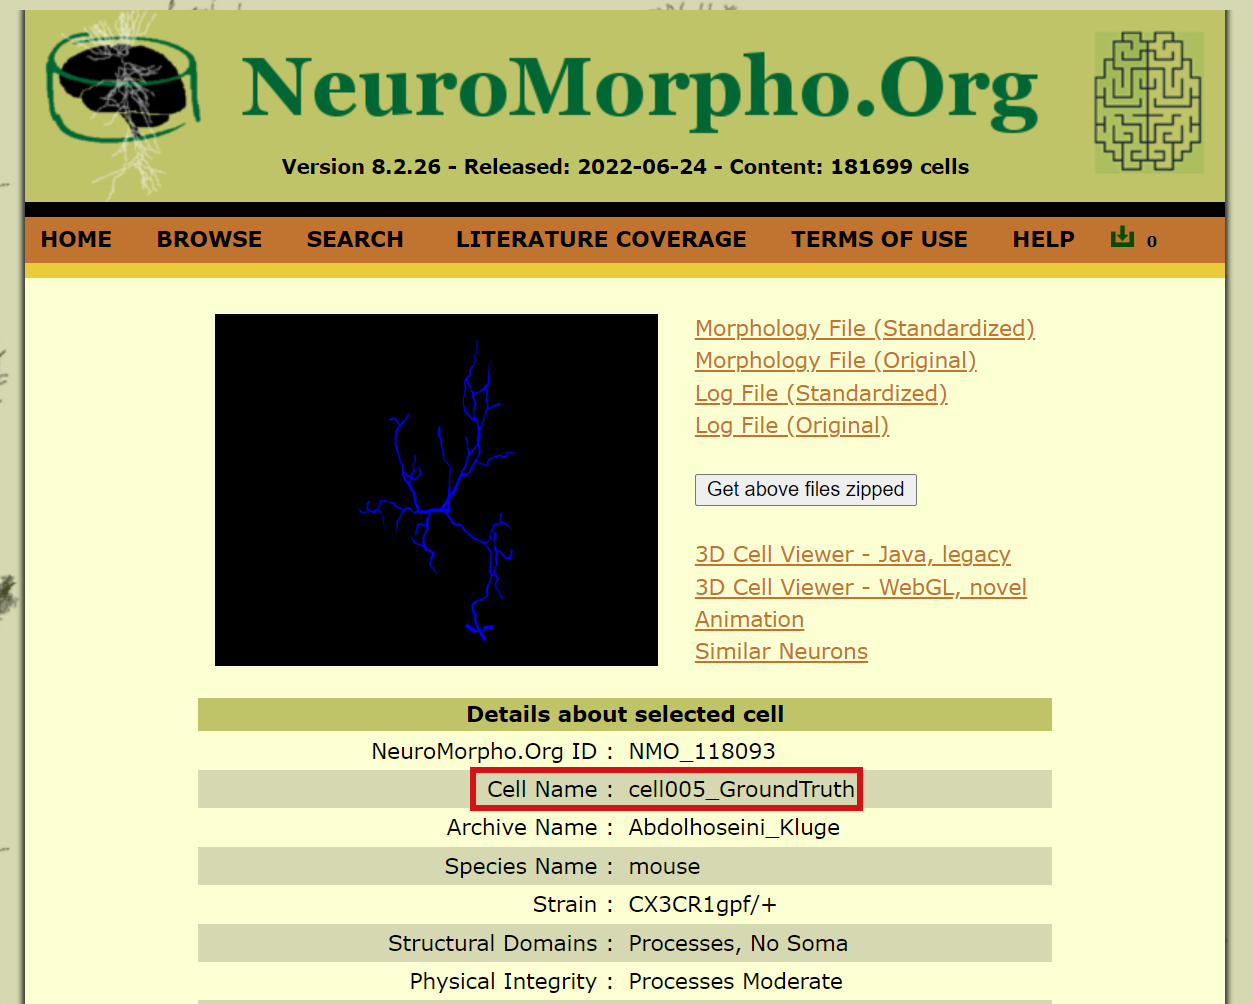 NeuroMorpho.Org
Version 8.2.26 - Released: 2022-06-24 - Content: 181699 cells
HOME BROWSE SEARCH LITERATURE COVERAGE TERMS OF USE HELP 0
Morphology File (Standardized)
Morphology File (Original)
Log File (Standardized)
Log File (Original)
Get above files zipped
3D Cell Viewer - Java, legacy
3D Cell Viewer - WebGL, novel
Animation
Similar Neurons
Details about selected cell
NeuroMorpho.Org ID : NMO_118093
Cell Name : cell005_GroundTruth
Archive Name : Abdolhoseini_Kluge
Species Name : mouse
Strain : CX3CR1gpf/+
Structural Domains : Processes, No Soma
Physical Integrity : Processes Moderate